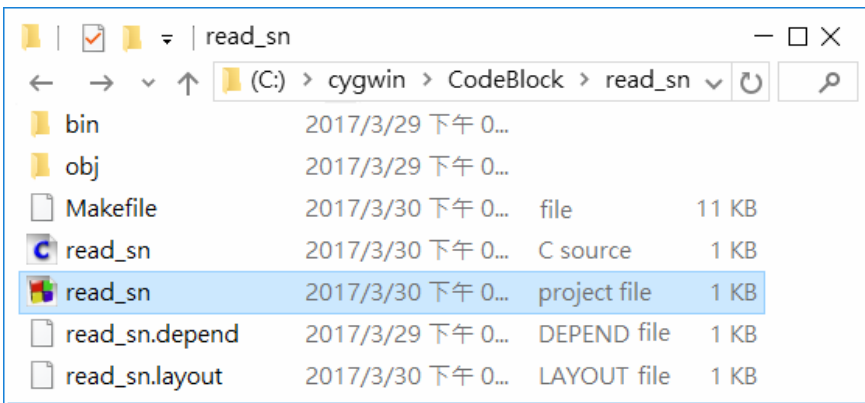 read_sn
(C:) > cygwin > CodeBlock > read_sn
bin 2017/3/29 下午 0...
obj 2017/3/29 下午 0...
Makefile 2017/3/30 下午 0... file 11 KB
read_sn 2017/3/30 下午 0... C source 1 KB
read_sn 2017/3/30 下午 0... project file 1 KB
read_sn.depend 2017/3/29 下午 0... DEPEND file 1 KB
read_sn.layout 2017/3/30 下午 0... LAYOUT file 1 KB